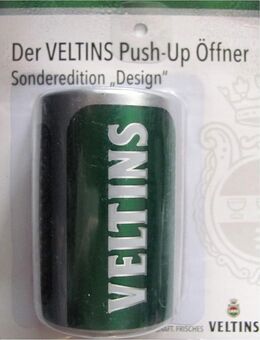 Der VELTINS Push-Up Öffner
Sonderedition „Design“
VELTINS
FRISCHES
VELTINS